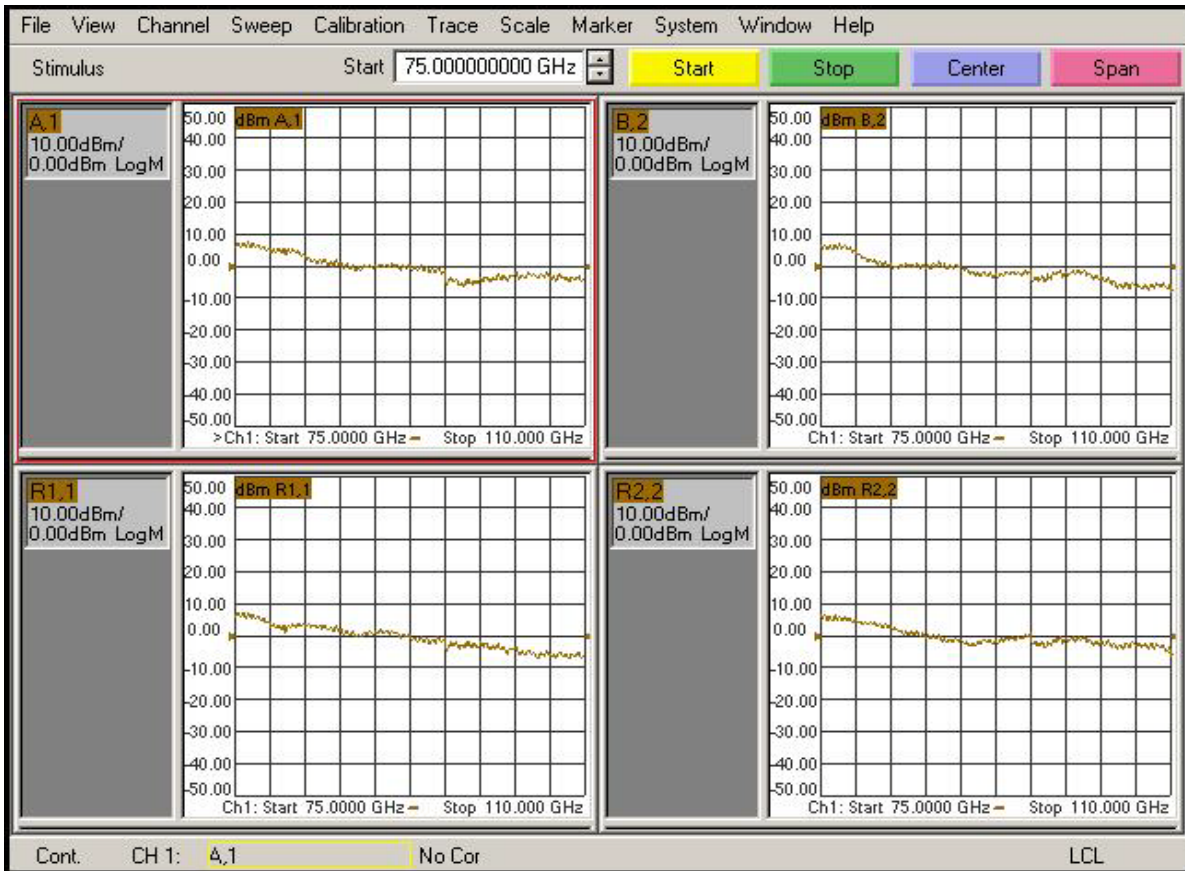 File View Channel Sweep Calibration Trace Scale Marker System Window Help
Stimulus Start 75.000000000 GHz Start Stop Center Span
A,1
10.00dBm/
0.00dBm LogM
50.00 dBm A,1
40.00
30.00
20.00
10.00
0.00
-10.00
-20.00
-30.00
-40.00
-50.00
>Ch1: Start 75.0000 GHz Stop 110.000 GHz
B,2
10.00dBm/
0.00dBm LogM
50.00 dBm B,2
40.00
30.00
20.00
10.00
0.00
-10.00
-20.00
-30.00
-40.00
-50.00
Ch1: Start 75.0000 GHz Stop 110.000 GHz
R1,1
10.00dBm/
0.00dBm LogM
50.00 dBm R1,1
40.00
30.00
20.00
10.00
0.00
-10.00
-20.00
-30.00
-40.00
-50.00
Ch1: Start 75.0000 GHz Stop 110.000 GHz
R2,2
10.00dBm/
0.00dBm LogM
50.00 dBm R2,2
40.00
30.00
20.00
10.00
0.00
-10.00
-20.00
-30.00
-40.00
-50.00
Ch1: Start 75.0000 GHz Stop 110.000 GHz
Cont. CH 1: A,1 No Cor LCL